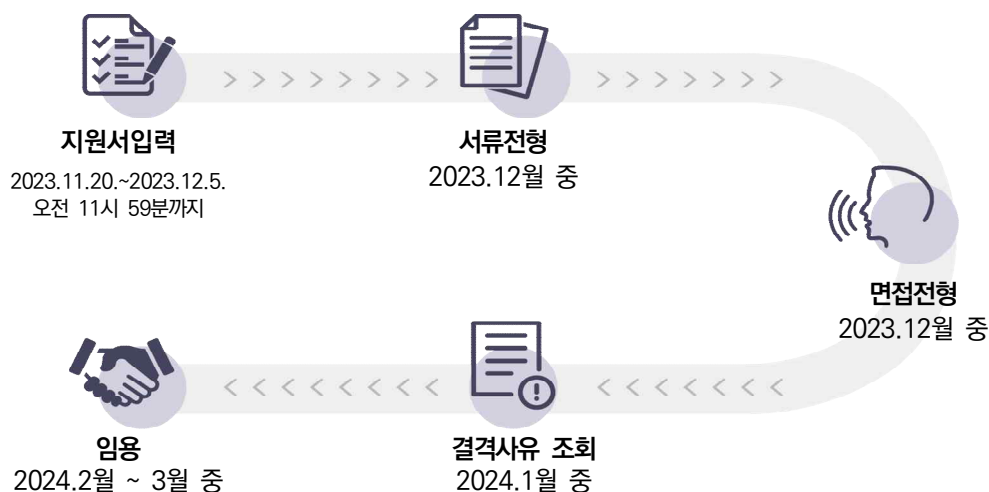 지원서입력
2023.11.20.~2023.12.5.
오전 11시 59분까지
서류전형
2023.12월 중
면접전형
2023.12월 중
결격사유 조회
2024.1월 중
임용
2024.2월 ~ 3월 중